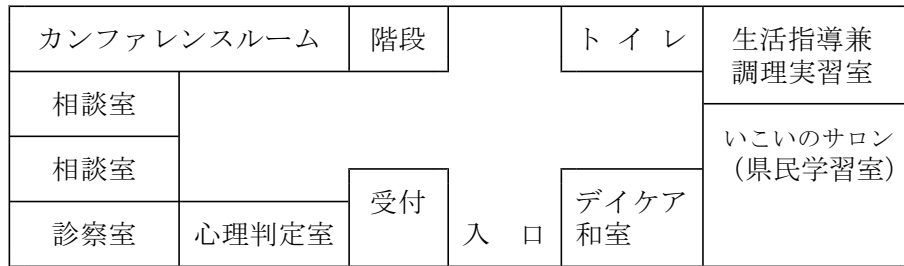 カンファレンスルーム
階段
ト イ レ
生活指導兼
調理実習室
相談室
いこいのサロン
（県民学習室）
相談室
受付
デイケア
和室
診察室
心理判定室
入 口